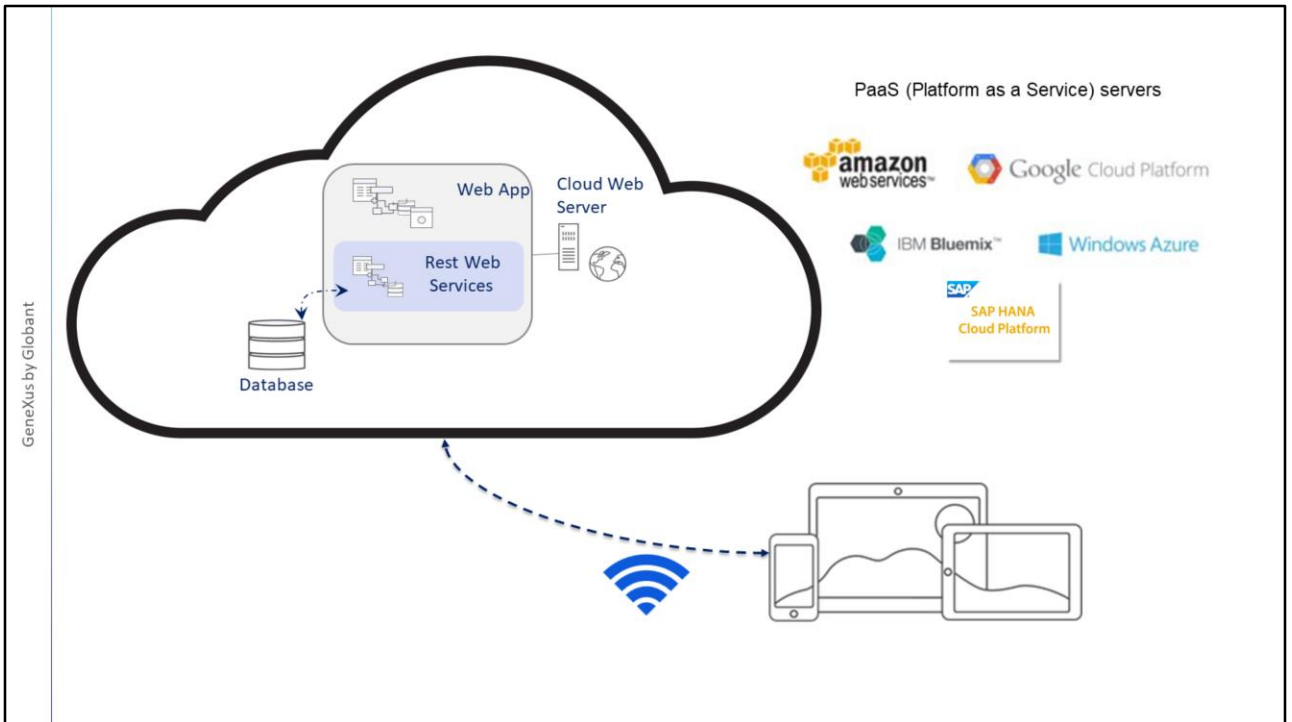 GeneXus by Globant
PaaS (Platform as a Service) servers
Web App
Cloud Web
Server
Rest Web
Services
Database
amazon
web services™
Google Cloud Platform
IBM Bluemix™
Windows Azure
SAP
SAP HANA
Cloud Platform